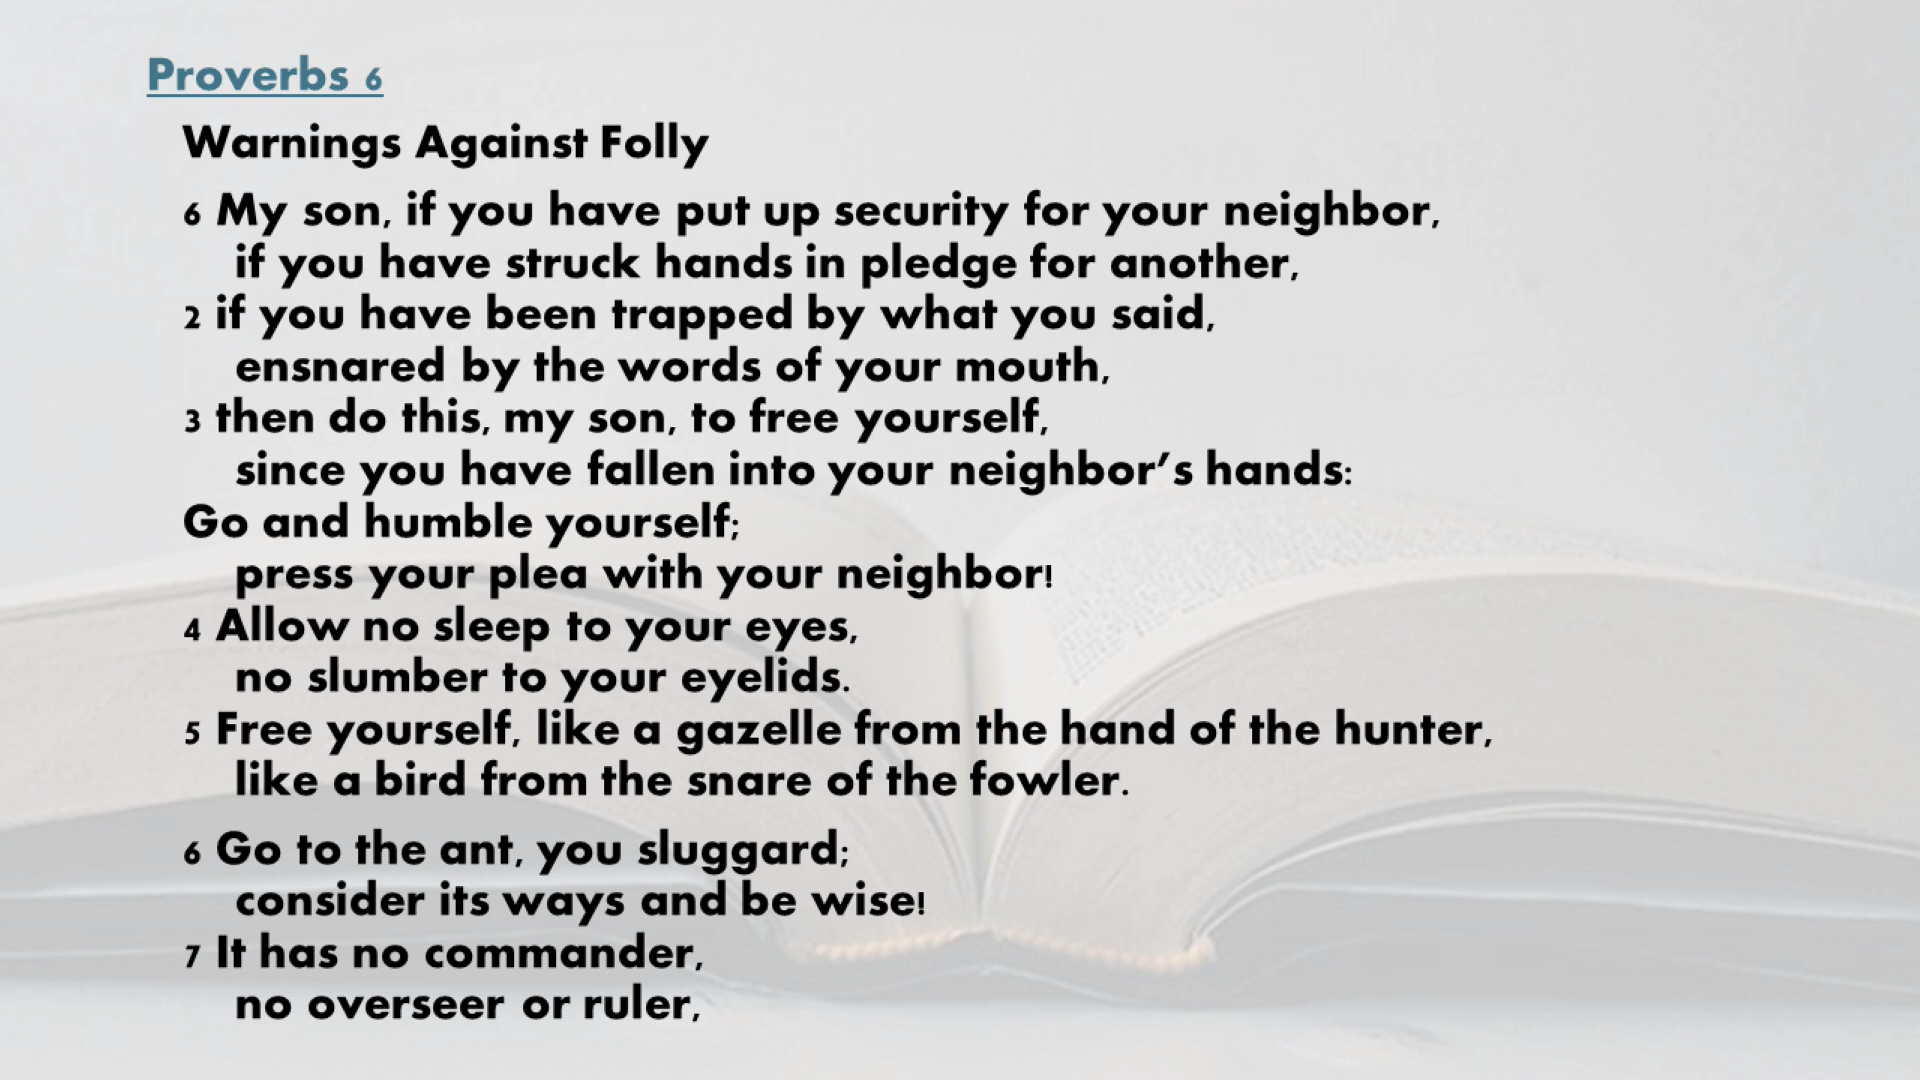 Proverbs 6
Warnings Against Folly
6 My son, if you have put up security for your neighbor,
if you have struck hands in pledge for another,
2 if you have been trapped by what you said,
ensnared by the words of your mouth,
3 then do this, my son, to free yourself,
since you have fallen into your neighbor’s hands:
Go and humble yourself;
press your plea with your neighbor!
4 Allow no sleep to your eyes,
no slumber to your eyelids.
5 Free yourself, like a gazelle from the hand of the hunter,
like a bird from the snare of the fowler.
6 Go to the ant, you sluggard;
consider its ways and be wise!
7 It has no commander,
no overseer or ruler,